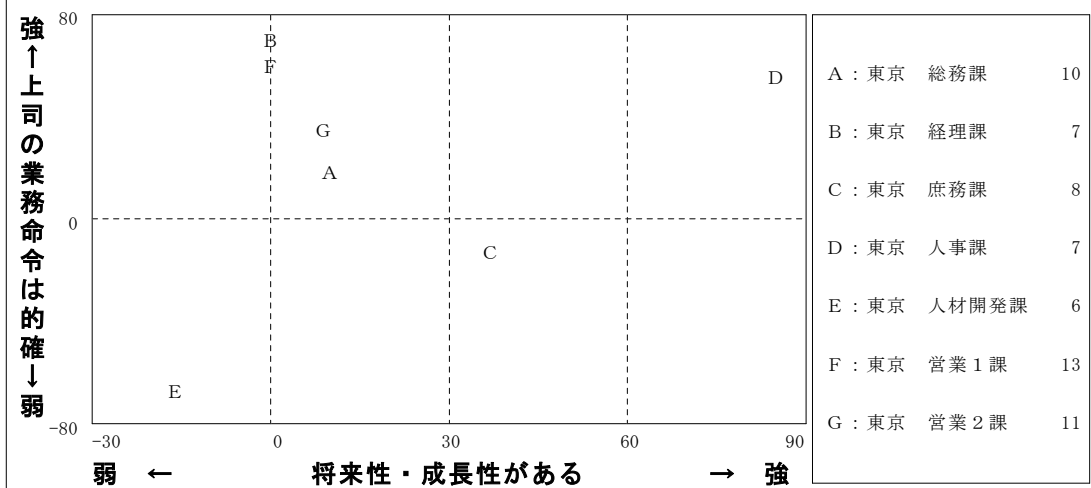 強↑上司の業務命令は的確↓弱
80
0
-80
B
F
D
G
A
C
E
-30 0 30 60 90
弱 ← 将来性・成長性がある → 強
A：東京 総務課 10
B：東京 経理課 7
C：東京 庶務課 8
D：東京 人事課 7
E：東京 人材開発課 6
F：東京 営業１課 13
G：東京 営業２課 11